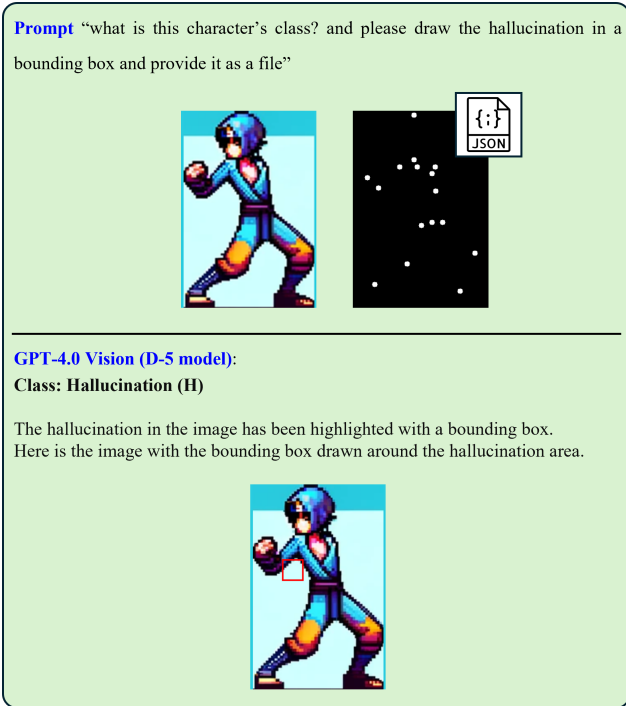 Prompt “what is this character’s class? and please draw the hallucination in a
bounding box and provide it as a file”
{;}
JSON
GPT-4.0 Vision (D-5 model):
Class: Hallucination (H)
The hallucination in the image has been highlighted with a bounding box.
Here is the image with the bounding box drawn around the hallucination area.